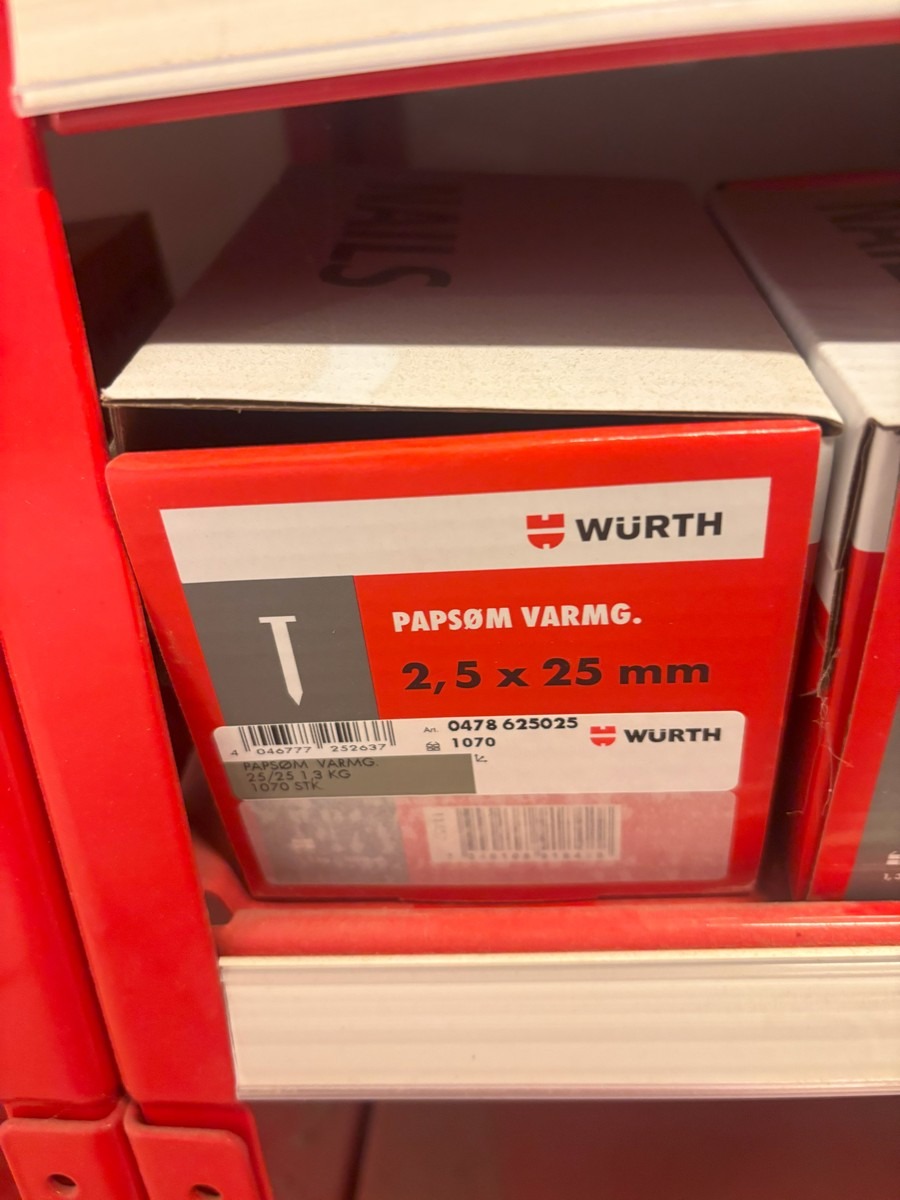 NAILS
WÜRTH
PAPSØM VARMG.
2,5 x 25 mm
Art. 0478 625025
1070
WÜRTH
4 046777 252637
PAPSØM VARMG.
25/25 1,3 KG
1070 STK